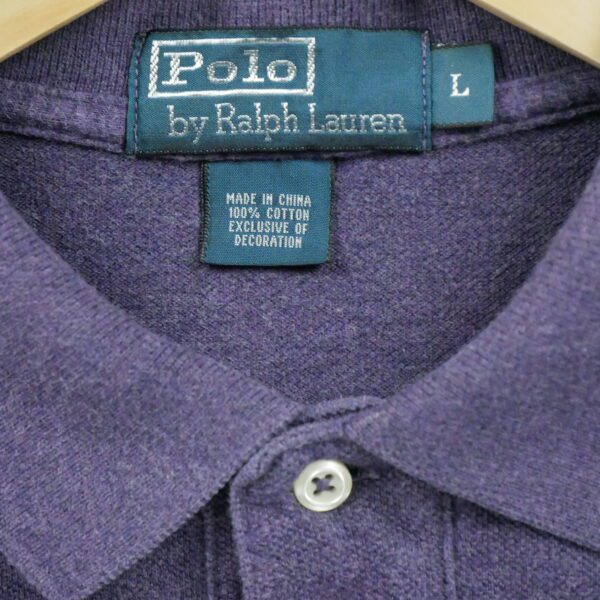 Polo
by Ralph Lauren
L
MADE IN CHINA
100% COTTON
EXCLUSIVE OF
DECORATION